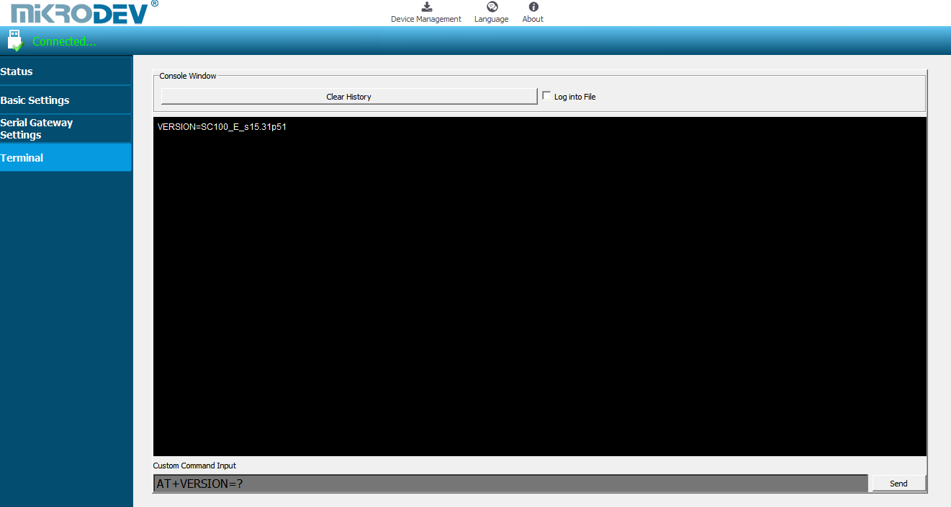 MiKRODEV®
Device Management
Language
About
Connected...
Status
Basic Settings
Serial Gateway
Settings
Terminal
Console Window
Clear History
Log into File
VERSION=SC100_E_s15.31p51
Custom Command Input
AT+VERSION=?
Send